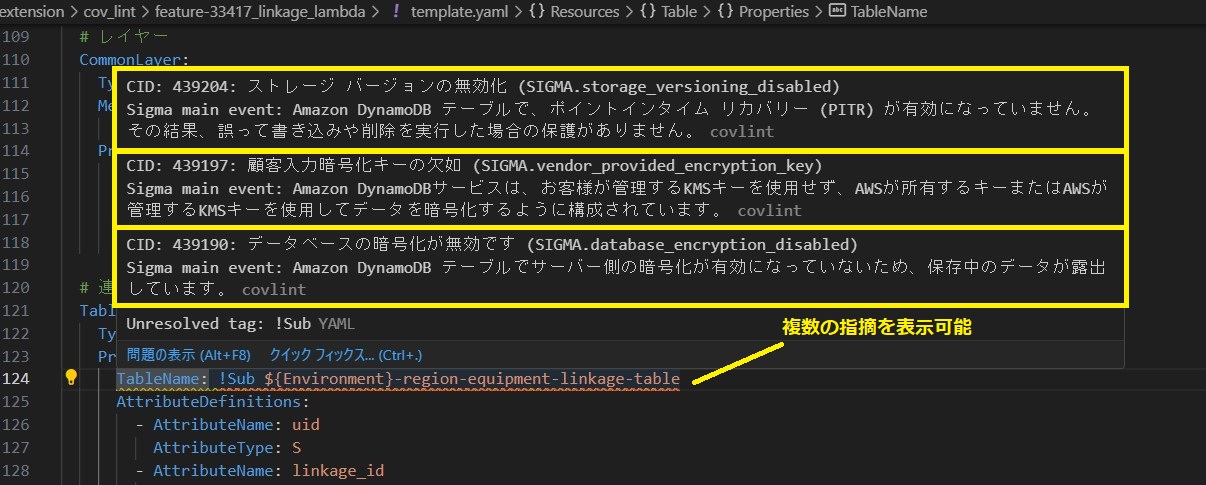 extension > cov_lint > feature-33417_linkage_lambda > ! template.yaml > {} Resources > {} Table > {} Properties > abc TableName
109 # レイヤー
110 CommonLayer:
111 Ty
112 Me
113
114 Pr
115
116
117
118
119
120 # 連
121 Tabl
122 Ty
123 Pr
CID: 439204: ストレージ バージョンの無効化 (SIGMA.storage_versioning_disabled)
Sigma main event: Amazon DynamoDB テーブルで、ポイントインタイム リカバリー (PITR) が有効になっていません。
その結果、誤って書き込みや削除を実行した場合の保護がありません。 covlint
CID: 439197: 顧客入力暗号化キーの欠如 (SIGMA.vendor_provided_encryption_key)
Sigma main event: Amazon DynamoDBサービスは、お客様が管理するKMSキーを使用せず、AWSが所有するキーまたはAWSが
管理するKMSキーを使用してデータを暗号化するように構成されています。 covlint
CID: 439190: データベースの暗号化が無効です (SIGMA.database_encryption_disabled)
Sigma main event: Amazon DynamoDB テーブルでサーバー側の暗号化が有効になっていないため、保存中のデータが露出
しています。 covlint
Unresolved tag: !Sub YAML
複数の指摘を表示可能
問題の表示 (Alt+F8) クイック フィックス... (Ctrl+.)
124 TableName: !Sub ${Environment}-region-equipment-linkage-table
125 AttributeDefinitions:
126 - AttributeName: uid
127 AttributeType: S
128 - AttributeName: linkage_id